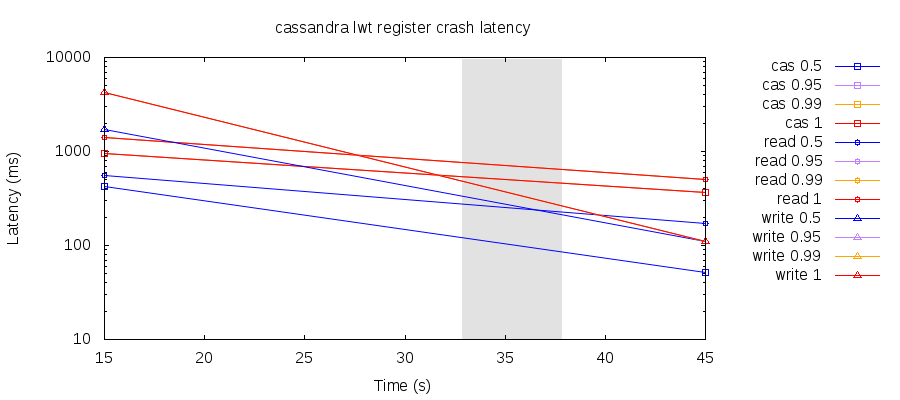 cassandra lwt register crash latency
Latency (ms)
10000
1000
100
10
15 20 25 30 35 40 45
Time (s)
cas 0.5
cas 0.95
cas 0.99
cas 1
read 0.5
read 0.95
read 0.99
read 1
write 0.5
write 0.95
write 0.99
write 1